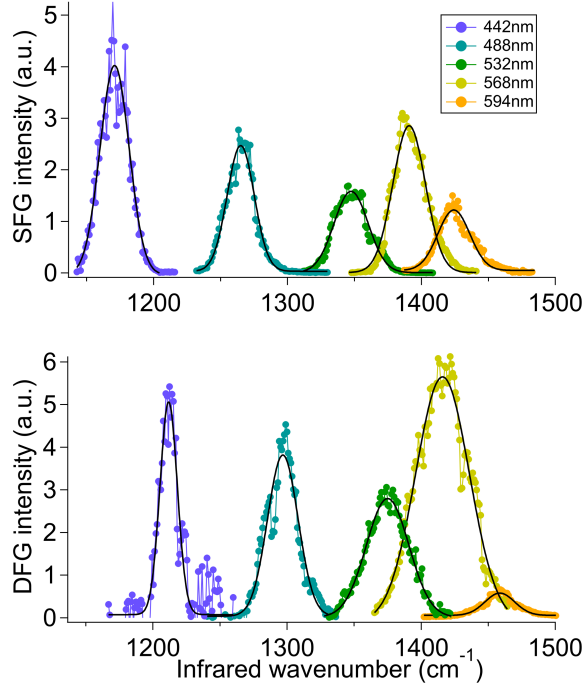 SFG intensity (a.u.)
5
4
3
2
1
0
442nm
488nm
532nm
568nm
594nm
1200 1300 1400 1500
DFG intensity (a.u.)
6
5
4
3
2
1
0
1200 1300 1400 1500
Infrared wavenumber (cm⁻¹)